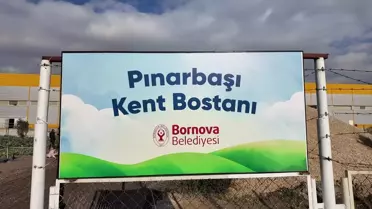 Pınarbaşı
Kent Bostanı
Bornova
Belediyesi